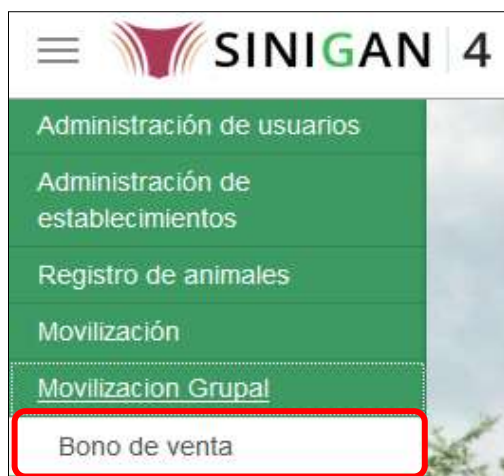 SINIGAN 4
Administración de usuarios
Administración de
establecimientos
Registro de animales
Movilización
Movilizacion Grupal
Bono de venta